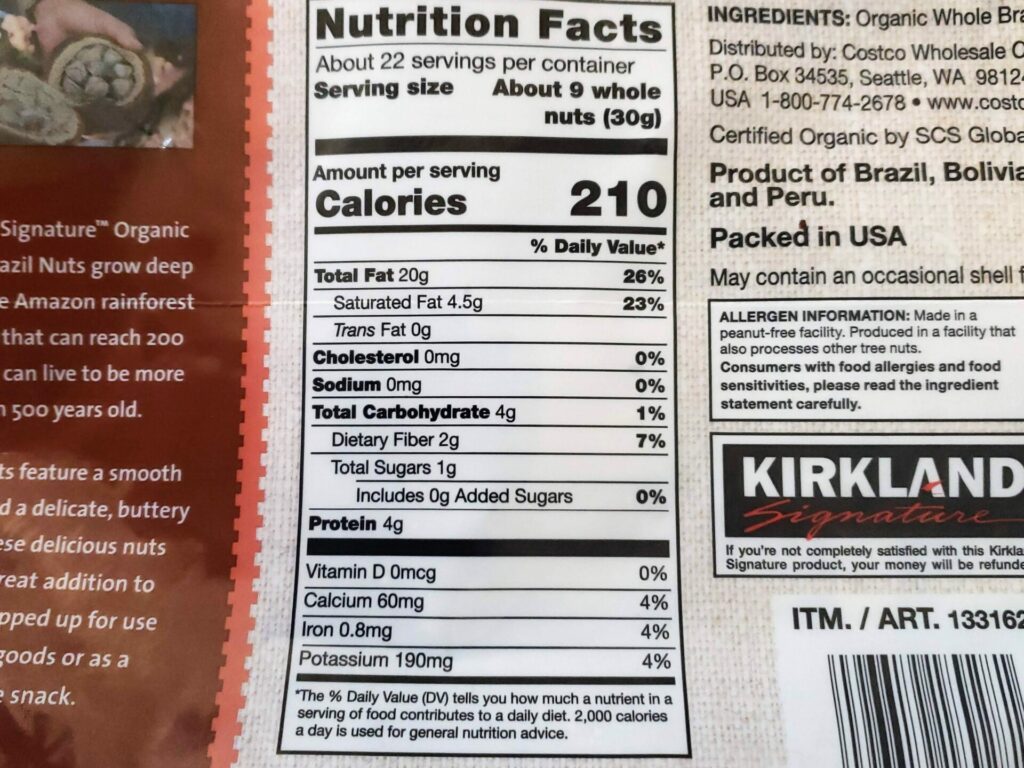 Signature™ Organic
azil Nuts grow deep
e Amazon rainforest
that can reach 200
can live to be more
n 500 years old.
ts feature a smooth
d a delicate, buttery
ese delicious nuts
reat addition to
pped up for use
goods or as a
e snack.
Nutrition Facts
About 22 servings per container
Serving size About 9 whole
nuts (30g)
Amount per serving
Calories 210
% Daily Value*
Total Fat 20g 26%
Saturated Fat 4.5g 23%
Trans Fat 0g
Cholesterol 0mg 0%
Sodium 0mg 0%
Total Carbohydrate 4g 1%
Dietary Fiber 2g 7%
Total Sugars 1g
Includes 0g Added Sugars 0%
Protein 4g
Vitamin D 0mcg 0%
Calcium 60mg 4%
Iron 0.8mg 4%
Potassium 190mg 4%
*The % Daily Value (DV) tells you how much a nutrient in a
serving of food contributes to a daily diet. 2,000 calories
a day is used for general nutrition advice.
INGREDIENTS: Organic Whole Bra
Distributed by: Costco Wholesale C
P.O. Box 34535, Seattle, WA 9812
USA 1-800-774-2678 • www.costc
Certified Organic by SCS Globa
Product of Brazil, Bolivia
and Peru.
Packed in USA
May contain an occasional shell f
ALLERGEN INFORMATION: Made in a
peanut-free facility. Produced in a facility that
also processes other tree nuts.
Consumers with food allergies and food
sensitivities, please read the ingredient
statement carefully.
KIRKLAND
Signature
If you're not completely satisfied with this Kirkla
Signature product, your money will be refunde
ITM. / ART. 133162